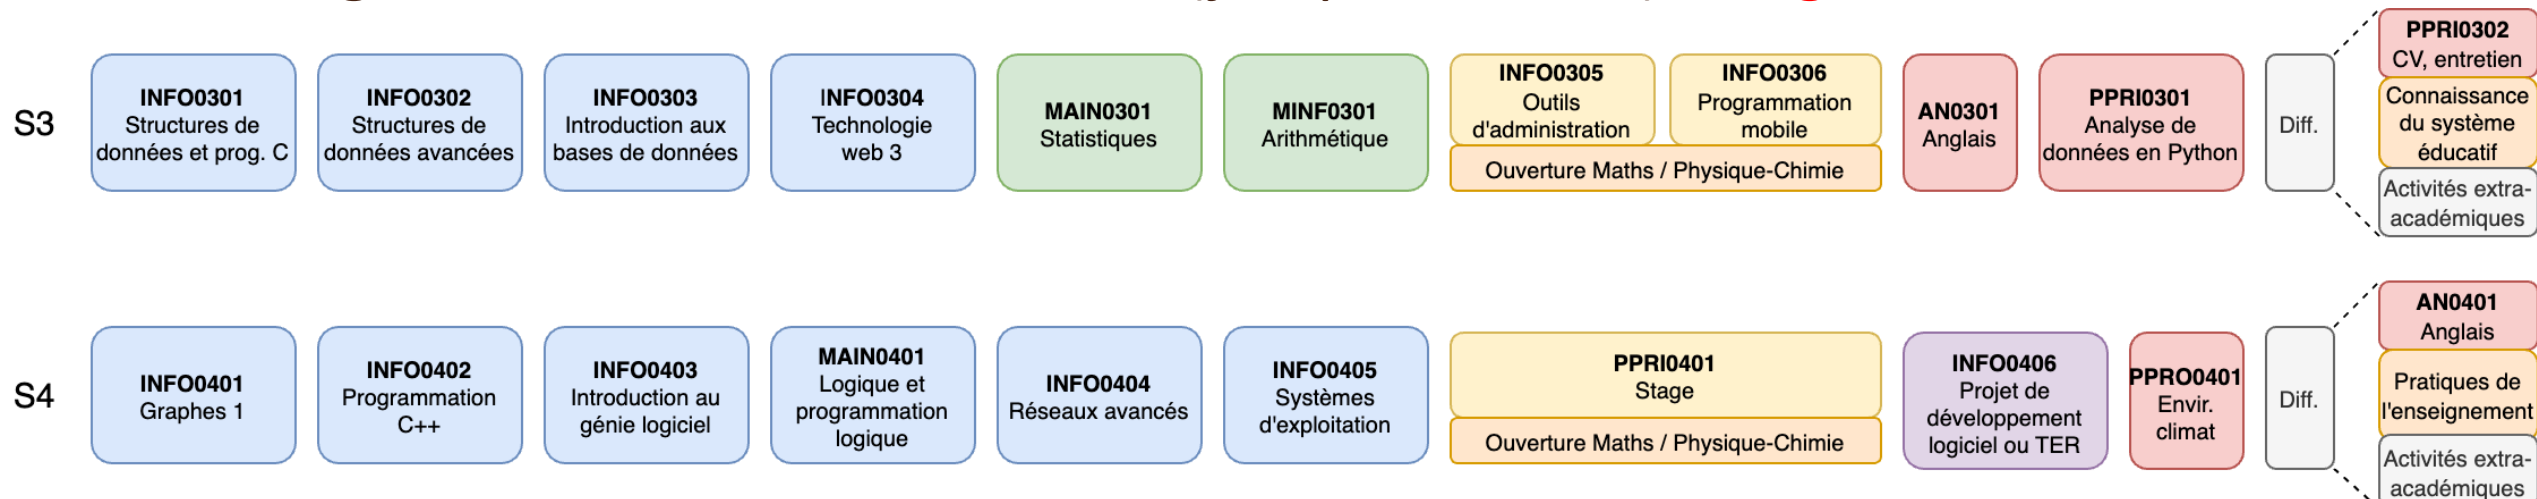 S3
INFO0301
Structures de
données et prog. C
INFO0302
Structures de
données avancées
INFO0303
Introduction aux
bases de données
INFO0304
Technologie
web 3
MAIN0301
Statistiques
MINF0301
Arithmétique
INFO0305
Outils
d'administration
INFO0306
Programmation
mobile
Ouverture Maths / Physique-Chimie
AN0301
Anglais
PPRI0301
Analyse de
données en Python
Diff.
PPRI0302
CV, entretien
Connaissance
du système
éducatif
Activités extra-
académiques
S4
INFO0401
Graphes 1
INFO0402
Programmation
C++
INFO0403
Introduction au
génie logiciel
MAIN0401
Logique et
programmation
logique
INFO0404
Réseaux avancés
INFO0405
Systèmes
d'exploitation
PPRI0401
Stage
Ouverture Maths / Physique-Chimie
INFO0406
Projet de
développement
logiciel ou TER
PPRO0401
Envir.
climat
Diff.
AN0401
Anglais
Pratiques de
l'enseignement
Activités extra-
académiques